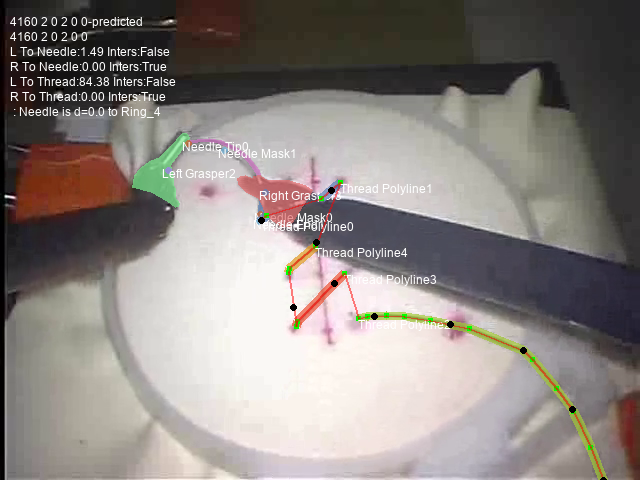 4160 2 0 2 0 0-predicted
4160 0 2 2.0 0
L To Needle:1.49 Inters:False
R To Needle:0.00 Inters:True
L To Thread:84.38 Inters:False
R To Thread:0.00 Inters:True
: Needle is d=0.0 to Ring_4
Needle Tip0
Needle Mask1
Left Grasper2
Thread Polyline1
Right Grasper
Needle Mask0
Thread Polyline0
Thread Polyline4
Thread Polyline3
Thread Polyline